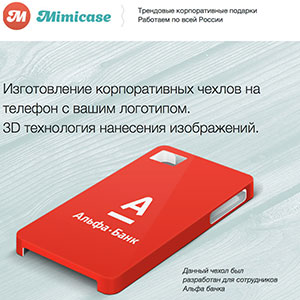 M Mimicase
Трендовые корпоративные подарки
Работаем по всей России
Изготовление корпоративных чехлов на
телефон с вашим логотипом.
3D технология нанесения изображений.
А
Альфа·Банк
Данный чехол был
разработан для сотрудников
Альфа банка